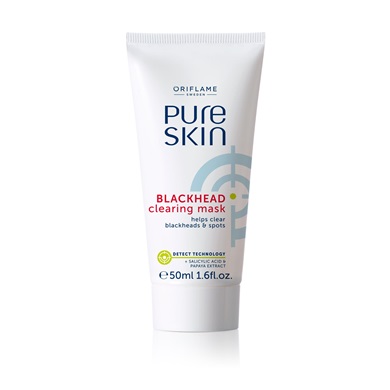 ORIFLAME
SWEDEN
PURE
SKIN
BLACKHEAD
clearing mask
helps clear
blackheads & spots
DETECT TECHNOLOGY
+ SALICYLIC ACID &
PAPAYA EXTRACT
℮ 50ml 1.6fl.oz.